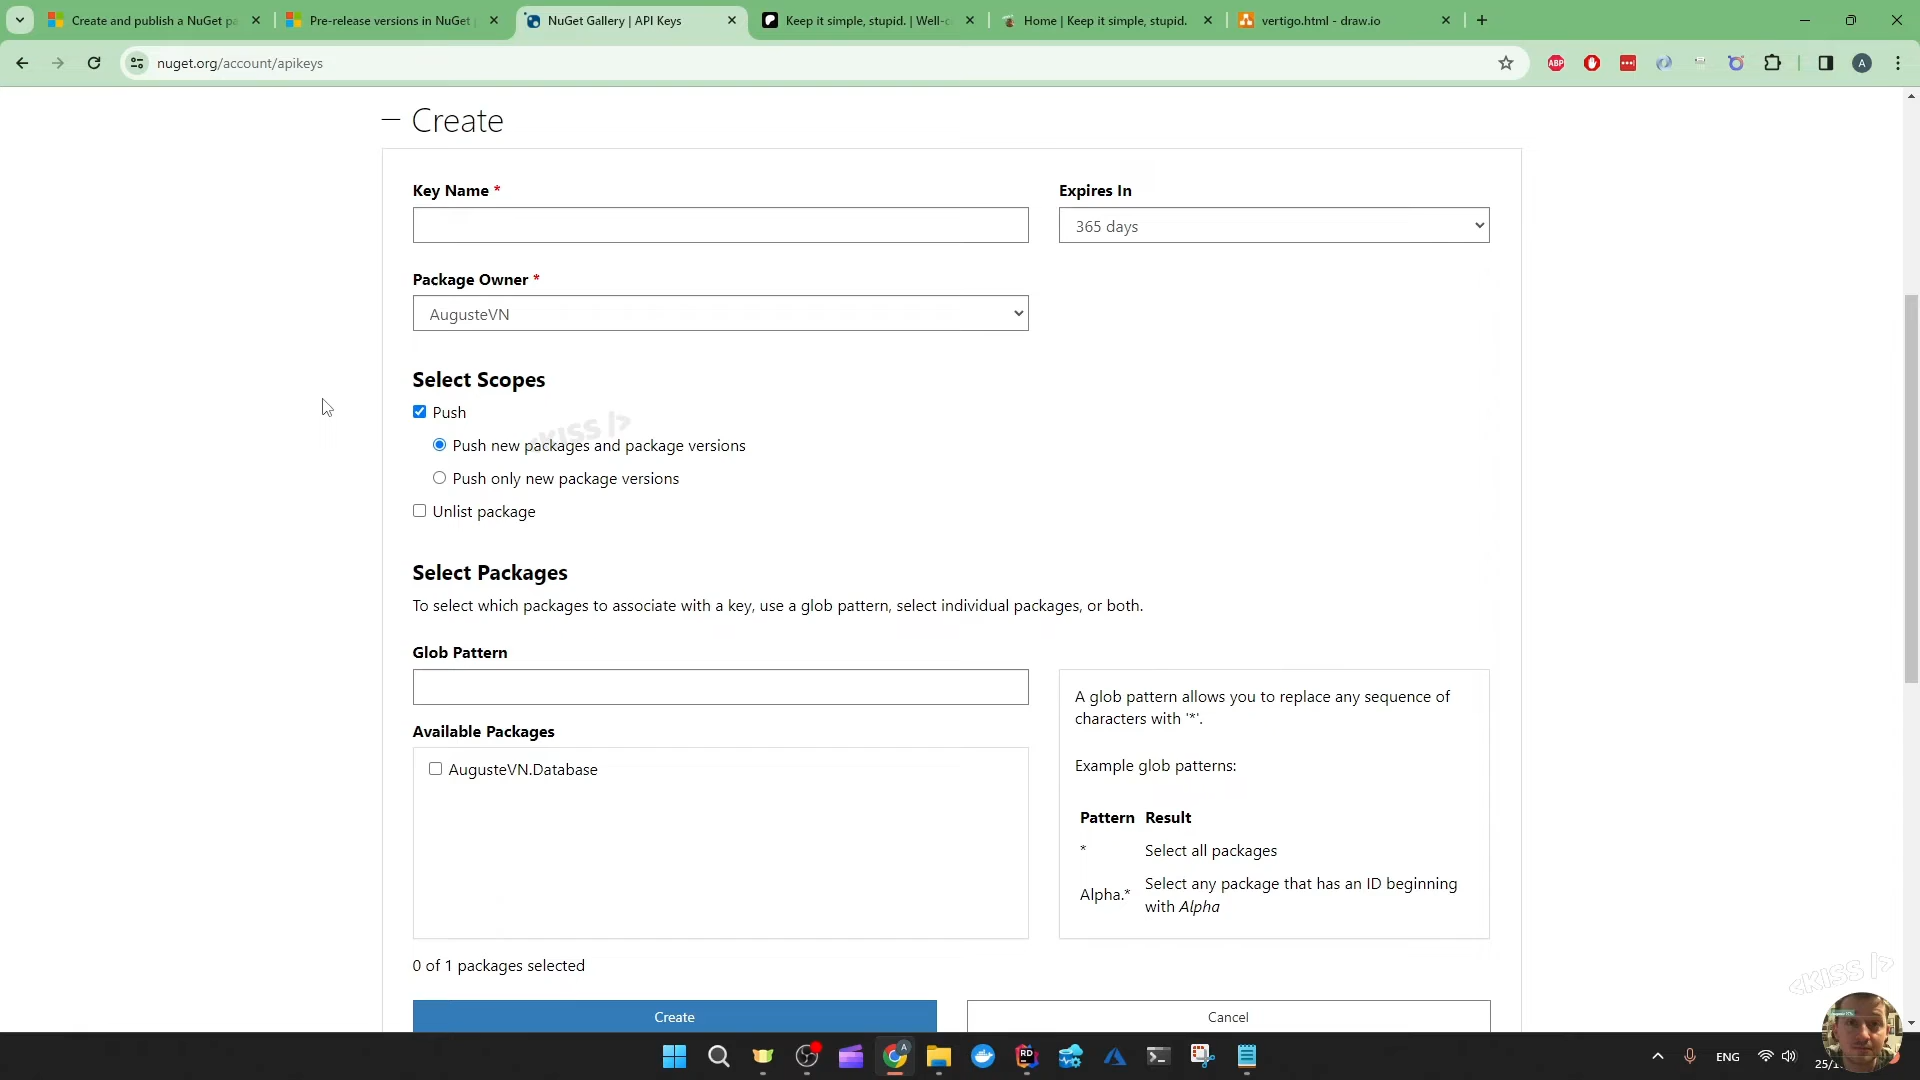 Create and publish a NuGet pa
Pre-release versions in NuGet p
NuGet Gallery | API Keys
Keep it simple, stupid. | Well-c
Home | Keep it simple, stupid.
vertigo.html - draw.io
nuget.org/account/apikeys
ABP
A
— Create
Key Name *
Expires In
365 days
Package Owner *
AugusteVN
Select Scopes
Push
<KISS />
Push new packages and package versions
Push only new package versions
Unlist package
Select Packages
To select which packages to associate with a key, use a glob pattern, select individual packages, or both.
Glob Pattern
A glob pattern allows you to replace any sequence of
characters with '*'.
Available Packages
AugusteVN.Database
Example glob patterns:
Pattern Result
* Select all packages
Alpha.* Select any package that has an ID beginning
with Alpha
0 of 1 packages selected
<KISS />
Create
Cancel
A
RD
ENG